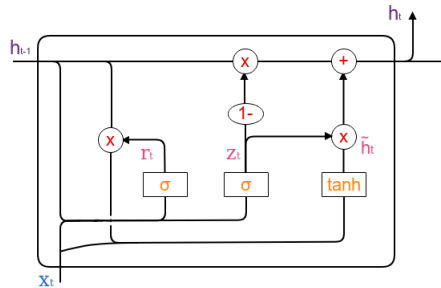 hₜ
hₜ₋₁
x
+
1-
x
rₜ
zₜ
x
h̃ₜ
σ
σ
tanh
xₜ